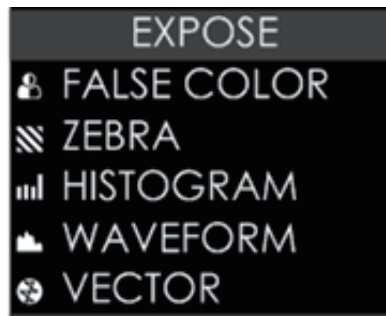 EXPOSE
FALSE COLOR
ZEBRA
HISTOGRAM
WAVEFORM
VECTOR